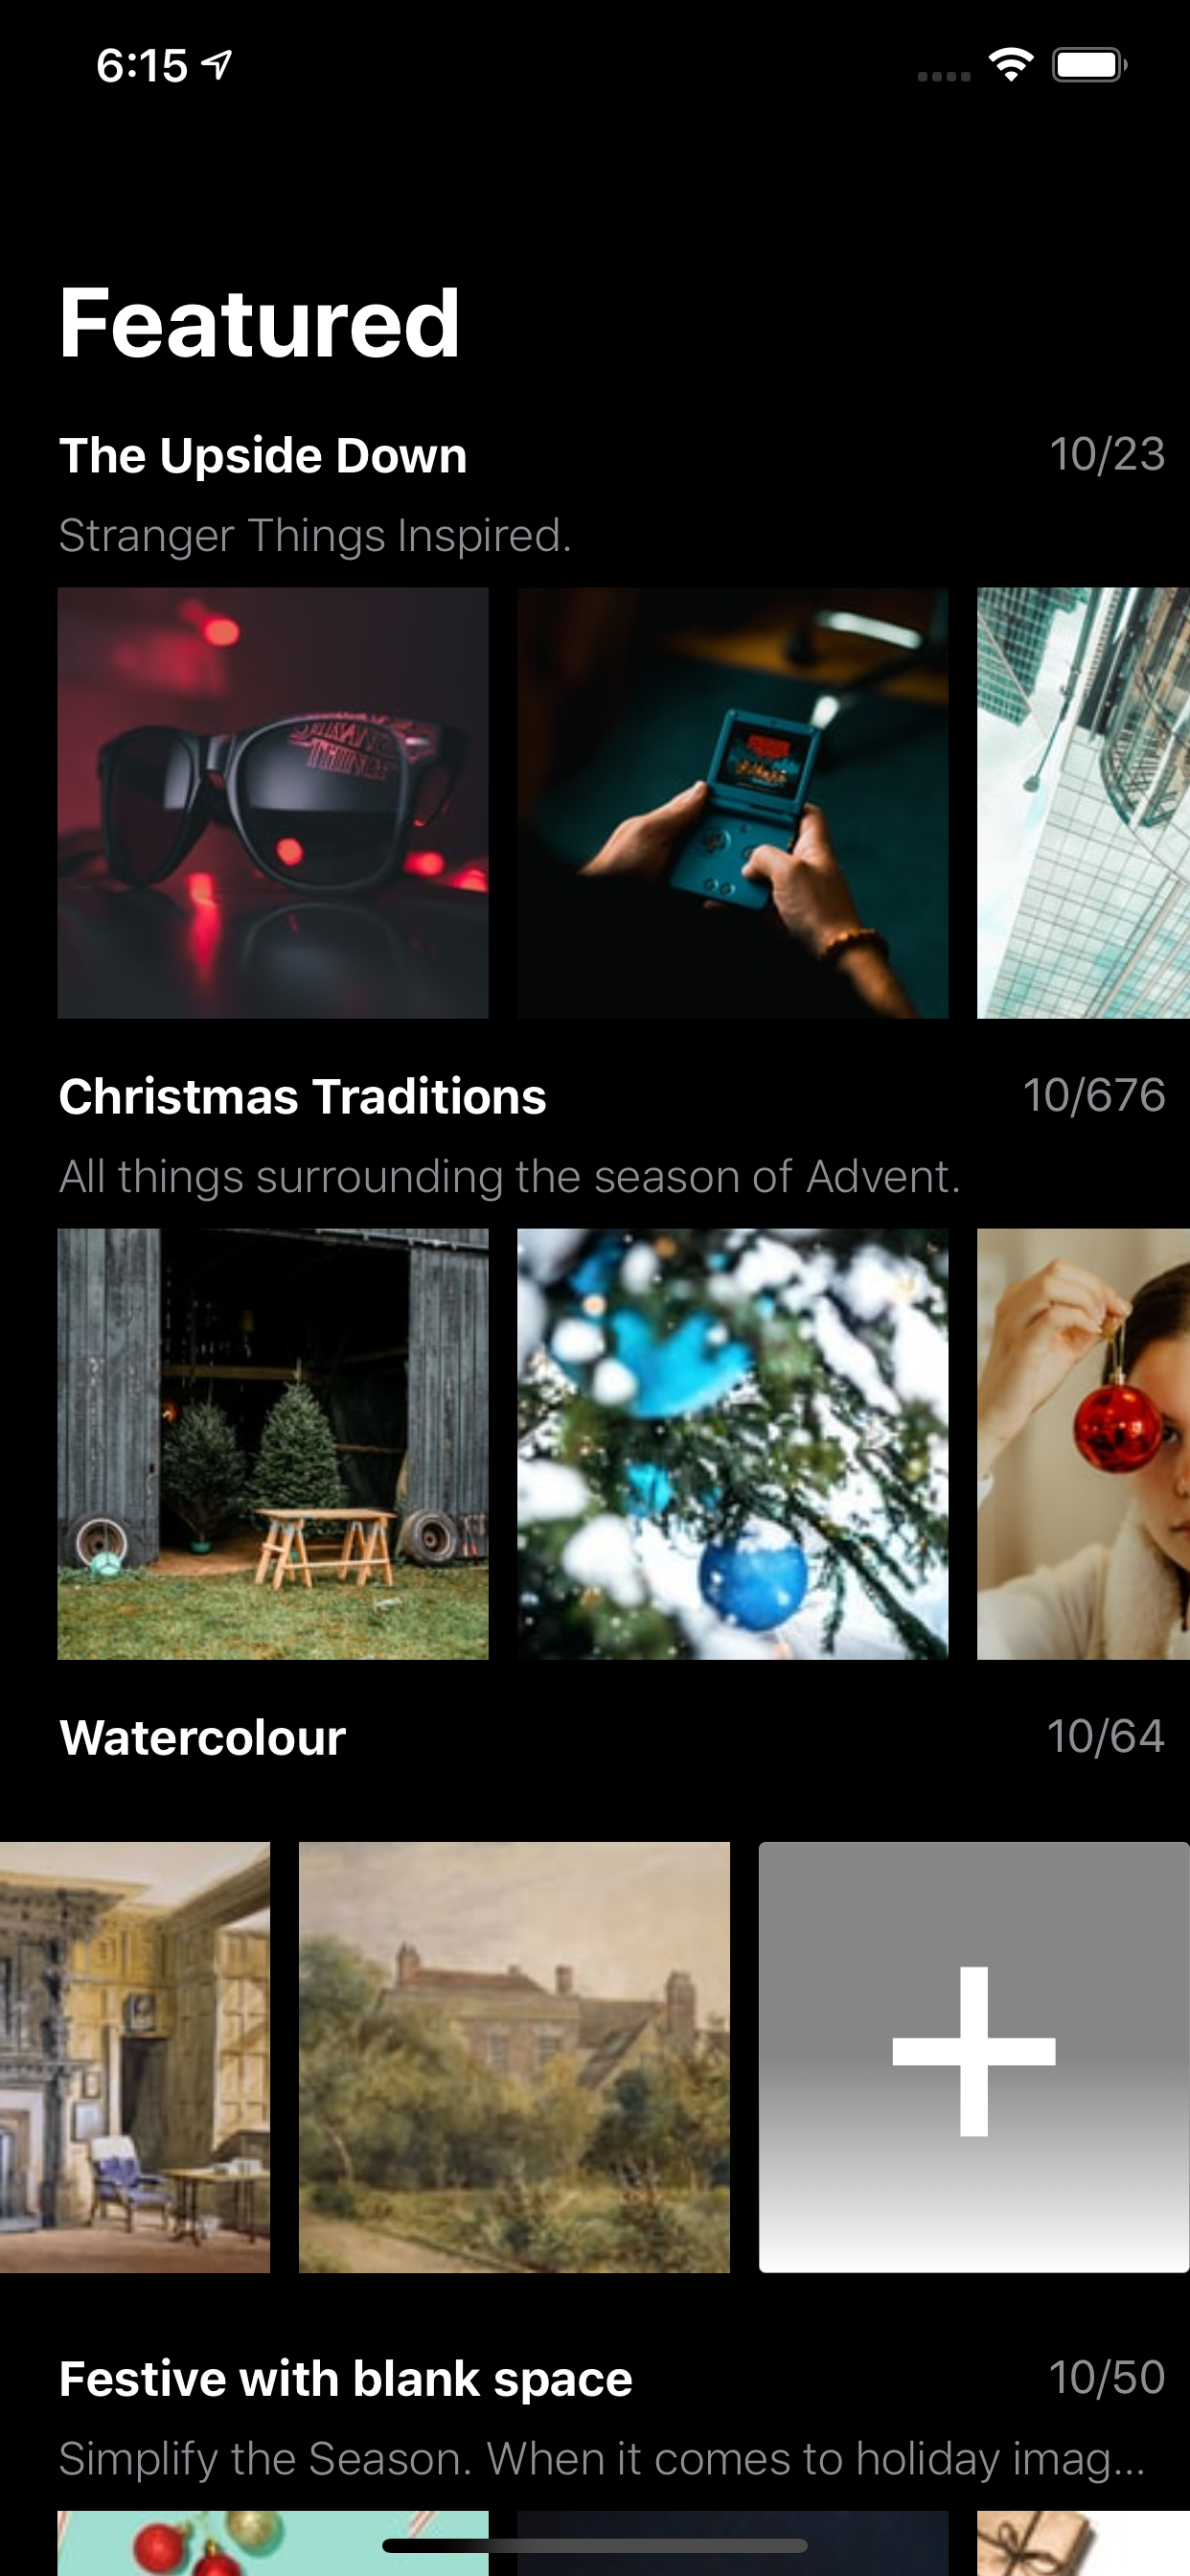 6:15
Featured
The Upside Down
10/23
Stranger Things Inspired.
STRANGER
THINGS
Christmas Traditions
10/676
All things surrounding the season of Advent.
Watercolour
10/64
Festive with blank space
10/50
Simplify the Season. When it comes to holiday imag...